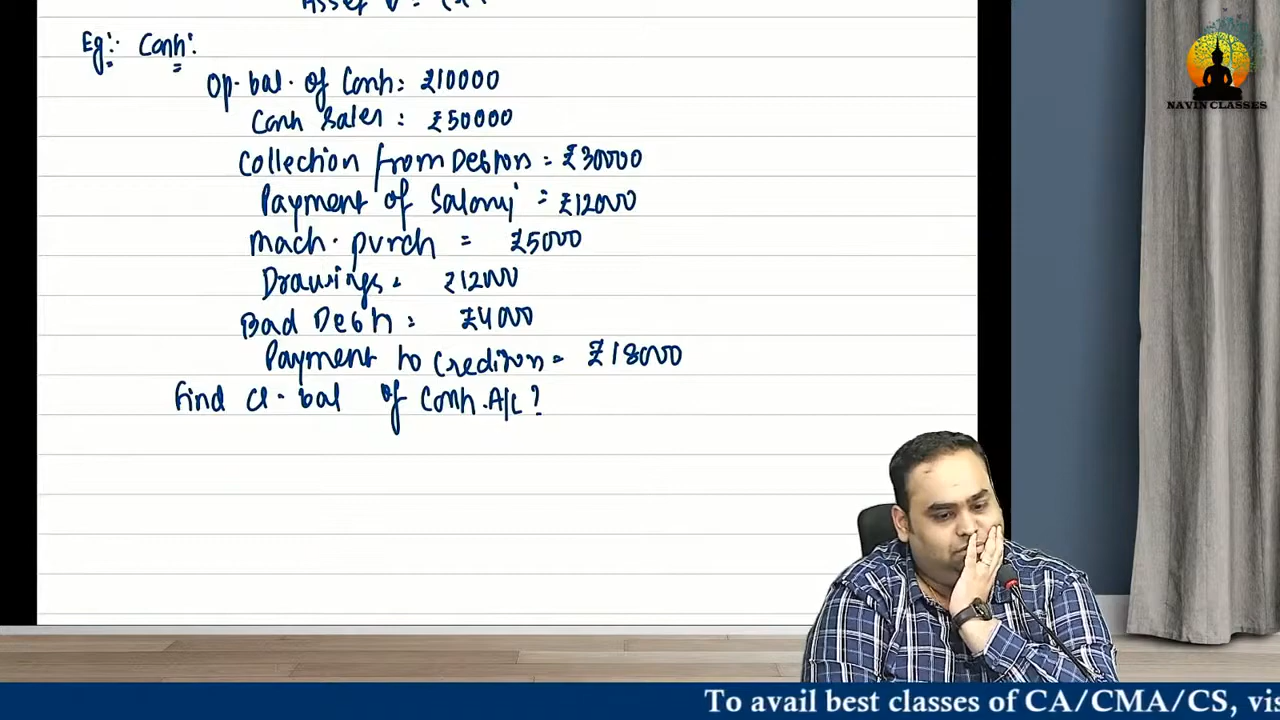 Eg:- Cash:
Op. bal. of Cash: ₹10000
Cash Sales: ₹50000
Collection from Debtors = ₹30000
Payment of Salary = ₹12000
Mach. purch = ₹5000
Drawings = ₹12000
Bad Debts: ₹4000
Payment to Creditors = ₹18000
Find Cl. bal of Cash A/c?
NAVIN CLASSES
To avail best classes of CA/CMA/CS, vis